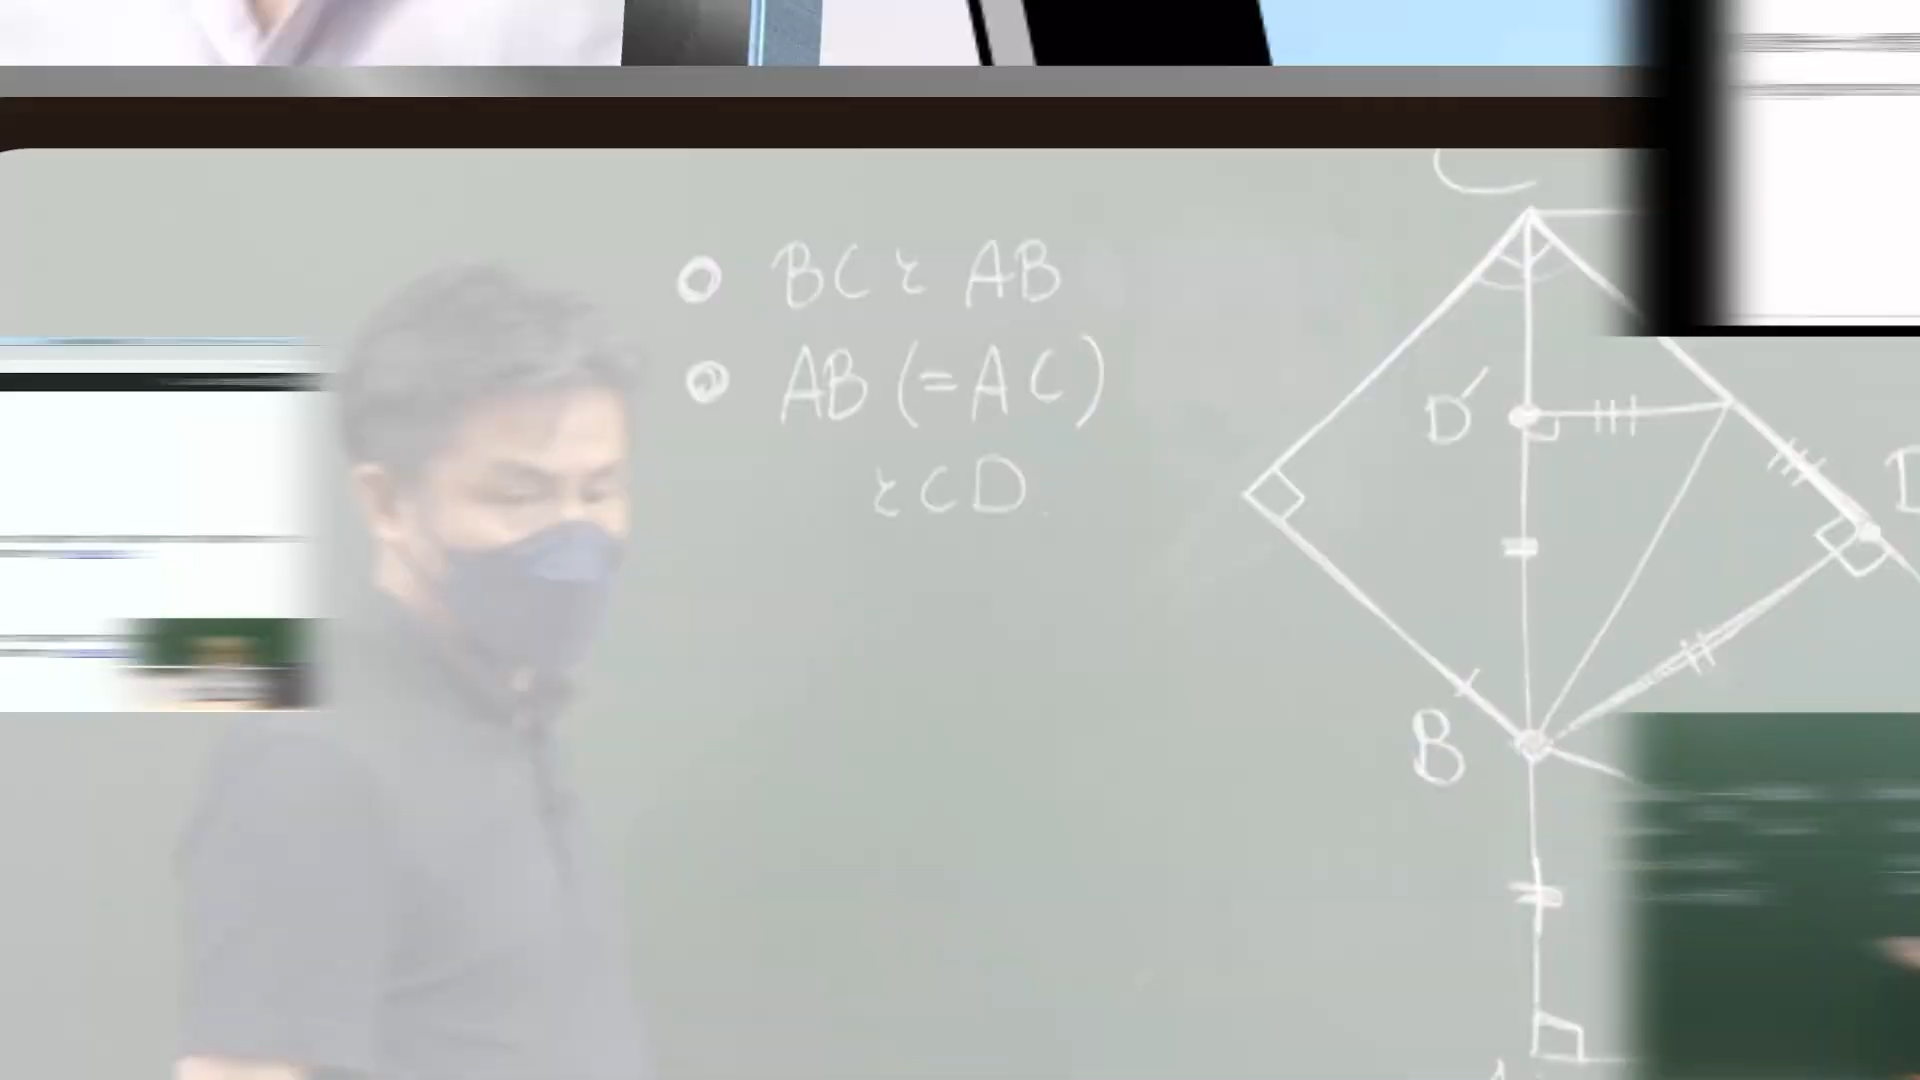 BCとAB
AB(=AC)
とCD
C
D′
B